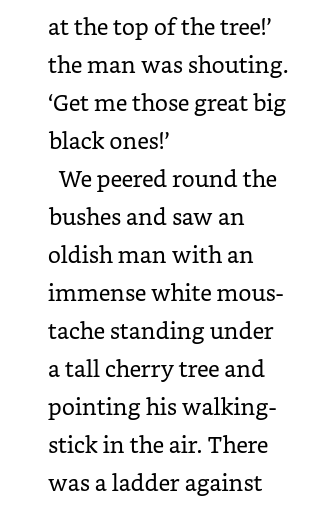 at the top of the tree!’
the man was shouting.
‘Get me those great big
black ones!’
We peered round the
bushes and saw an
oldish man with an
immense white mous-
tache standing under
a tall cherry tree and
pointing his walking-
stick in the air. There
was a ladder against